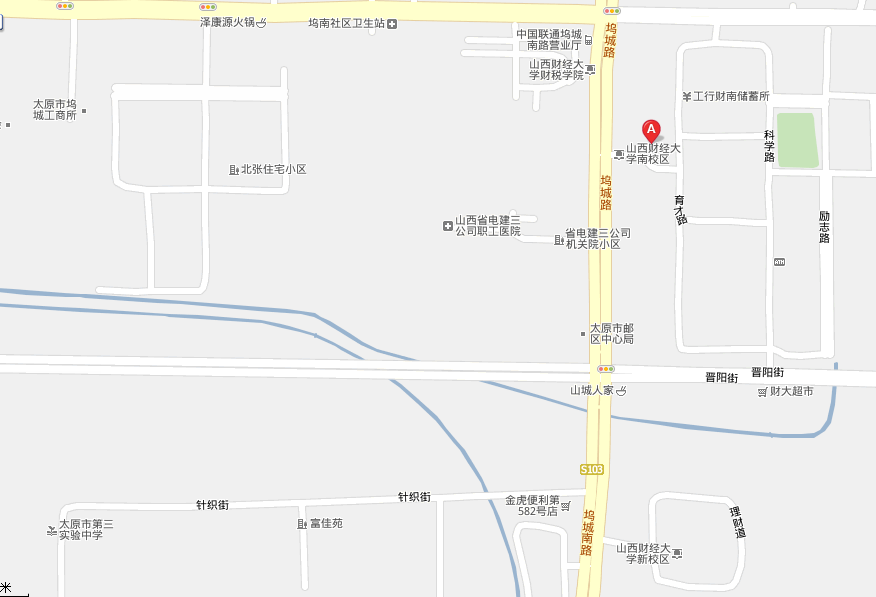 泽康源火锅
坞南社区卫生站
坞城路
中国联通坞城
南路营业厅
山西财经大
学财税学院
太原市坞
城工商所
工行财南储蓄所
A
山西财经大
学南校区
科学路
北张住宅小区
坞城路
育才路
励志路
山西省电建三
公司职工医院
省电建三公司
机关院小区
ATM
太原市邮
区中心局
晋阳街
晋阳街
山城人家
财大超市
S103
针织街
针织街
金虎便利第
582号店
太原市第三
实验中学
富佳苑
坞城南路
理财道
山西财经大
学新校区
米